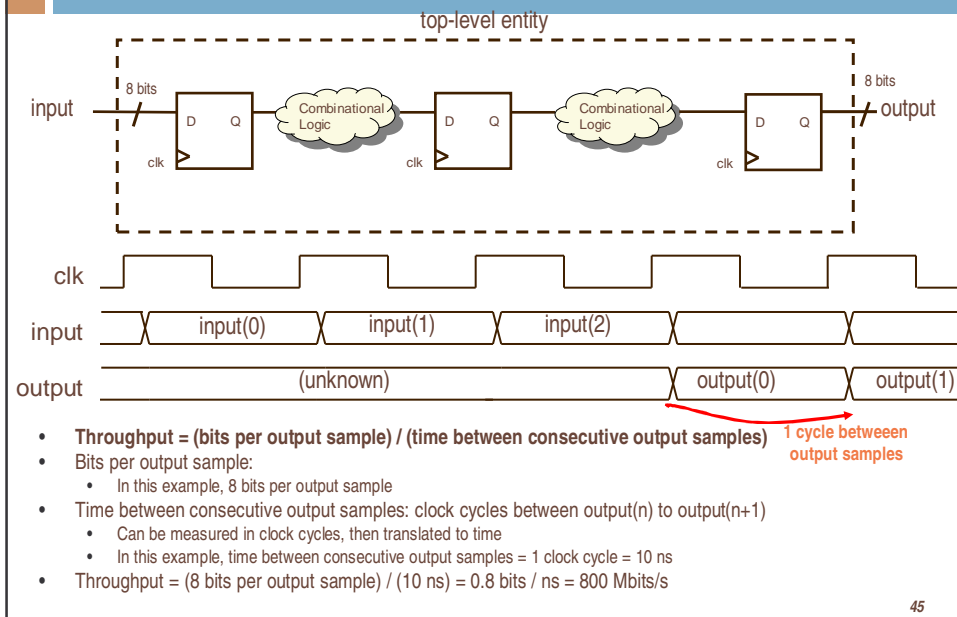 top-level entity
8 bits
8 bits
input
output
D Q
clk
Combinational
Logic
D Q
clk
Combinational
Logic
D Q
clk
clk
input
input(0) input(1) input(2)
output
(unknown) output(0) output(1)
1 cycle betweeen
output samples
• Throughput = (bits per output sample) / (time between consecutive output samples)
• Bits per output sample:
• In this example, 8 bits per output sample
• Time between consecutive output samples: clock cycles between output(n) to output(n+1)
• Can be measured in clock cycles, then translated to time
• In this example, time between consecutive output samples = 1 clock cycle = 10 ns
• Throughput = (8 bits per output sample) / (10 ns) = 0.8 bits / ns = 800 Mbits/s
45